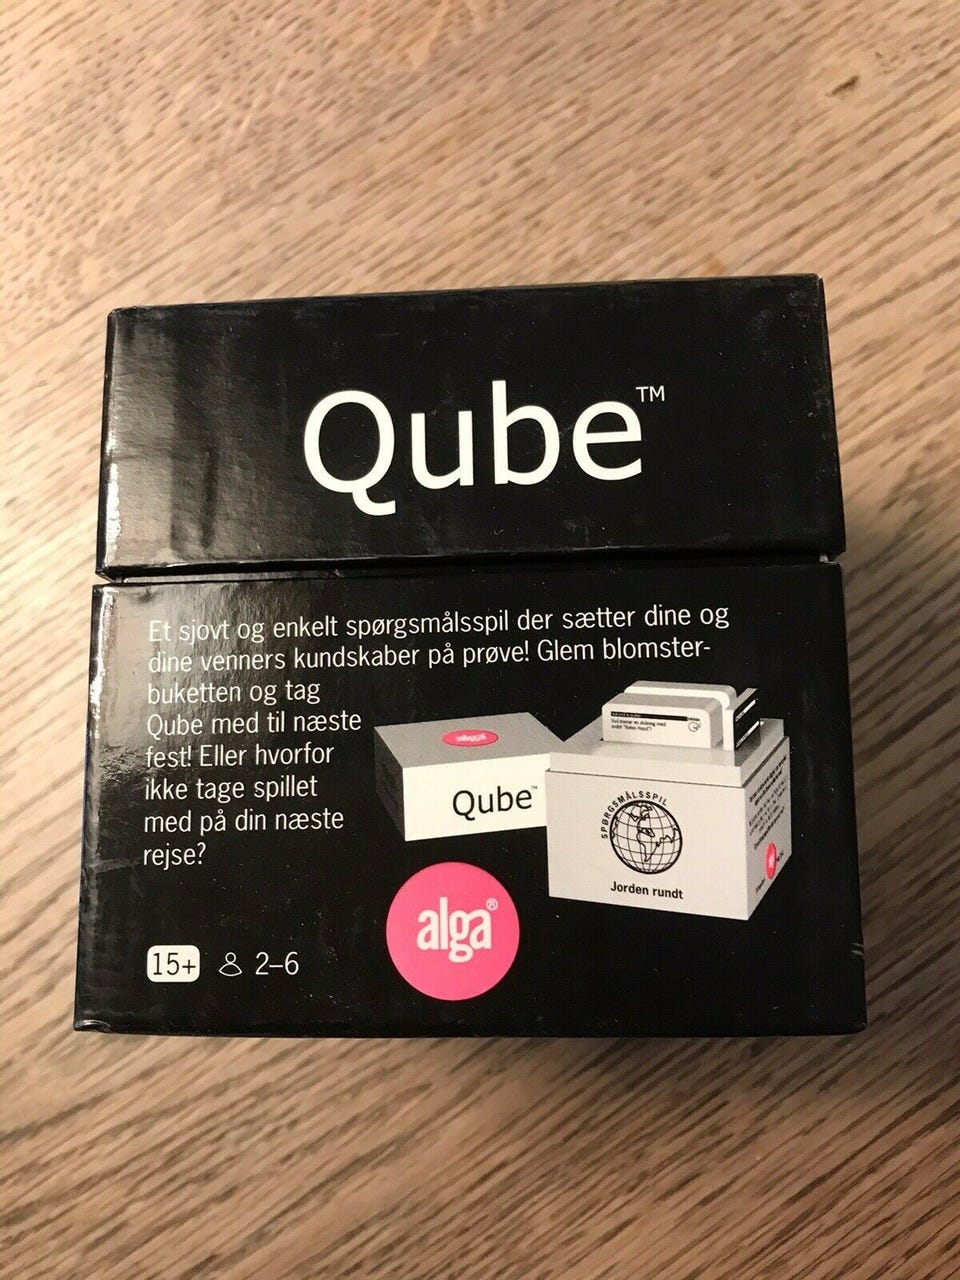 Qube™
Et sjovt og enkelt spørgsmålsspil der sætter dine og
dine venners kundskaber på prøve! Glem blomster-
buketten og tag
Qube med til næste
fest! Eller hvorfor
ikke tage spillet
med på din næste
rejse?
alga
Qube™
SPØRGSMÅLSSPIL
Jorden rundt
alga®
15+ 2–6